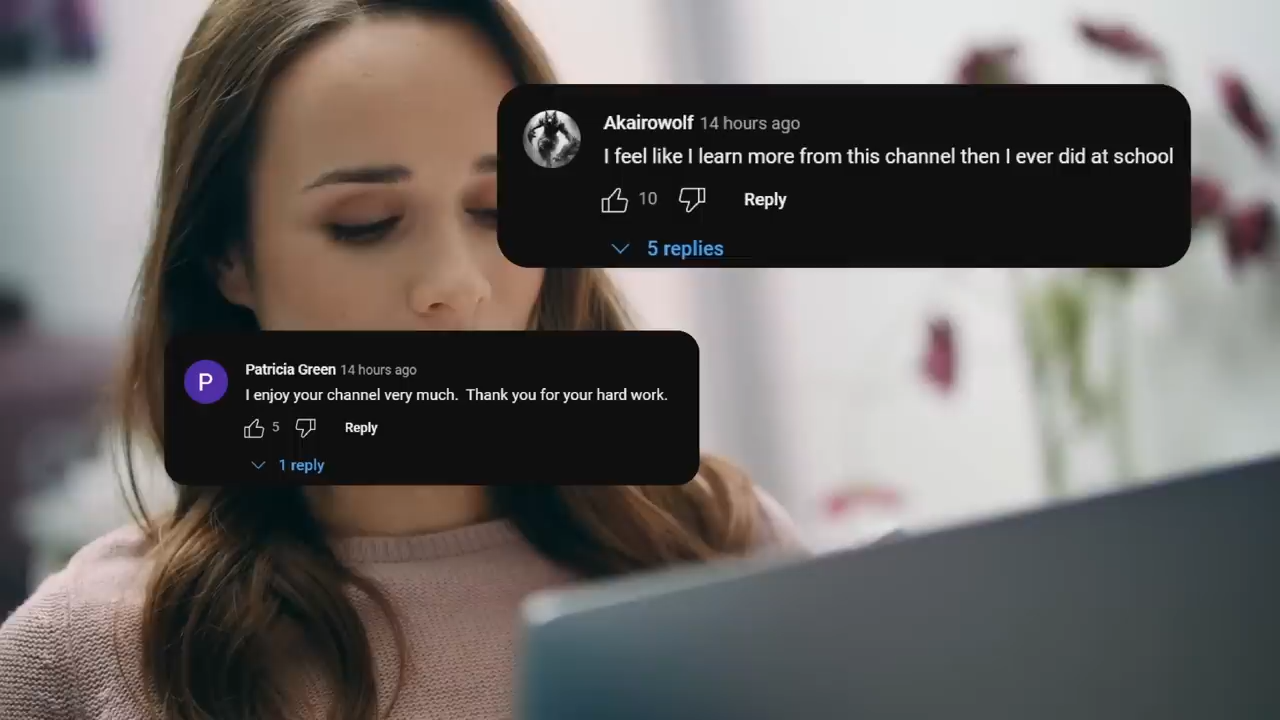 Akairowolf 14 hours ago
I feel like I learn more from this channel then I ever did at school
10 Reply
5 replies
P
Patricia Green 14 hours ago
I enjoy your channel very much.  Thank you for your hard work.
5 Reply
1 reply